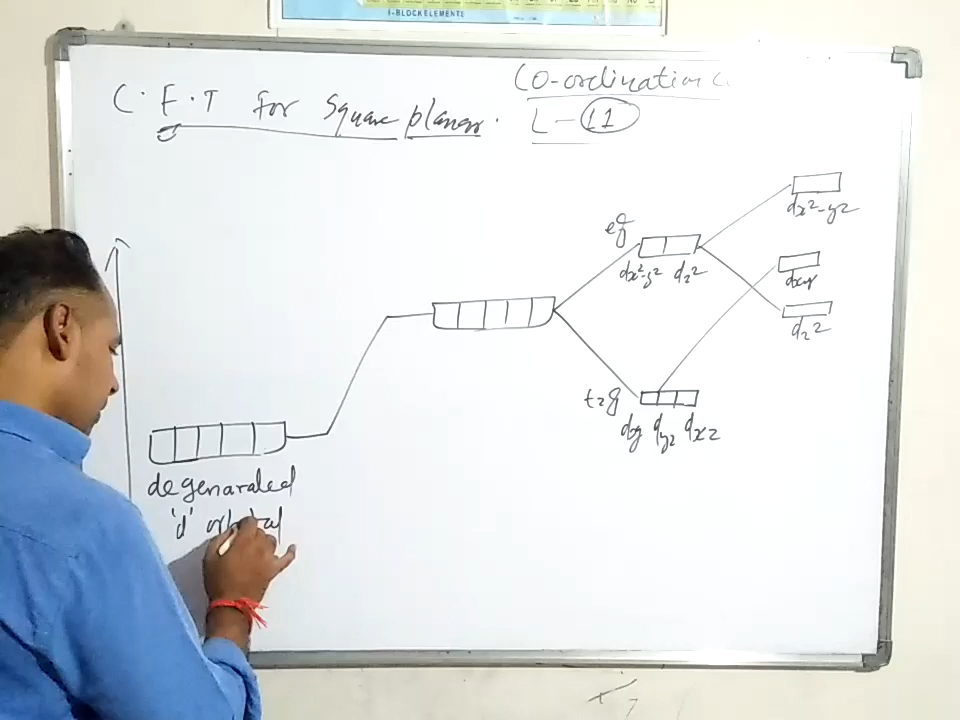 f-BLOCK ELEMENTS
CO-ordination C
C.F.T for Square planar.
L-11
dx²-y²
eg
dxy
dx²-y² dz²
dz²
t2g
dxy dyz dxz
degenarated
'd' orbital